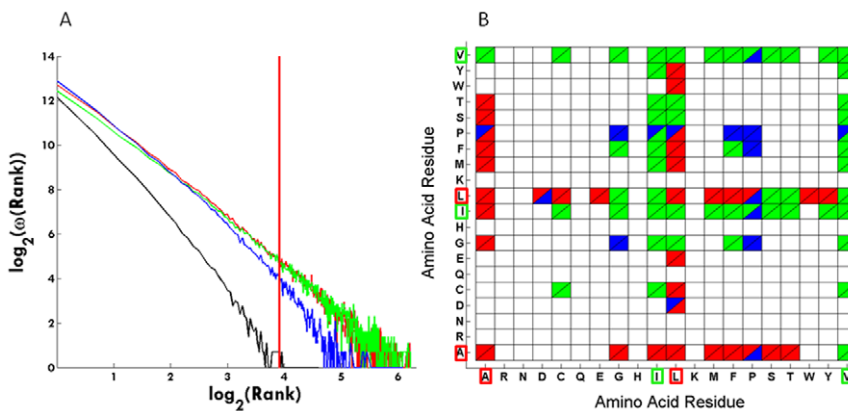 A
B
log2(ω(Rank))
14
12
10
8
6
4
2
0
1
2
3
4
5
6
log2(Rank)
Amino Acid Residue
V
Y
W
T
S
P
F
M
K
L
I
H
G
E
Q
C
D
N
R
A
A R N D C Q E G H I L K M F P S T W Y V
Amino Acid Residue